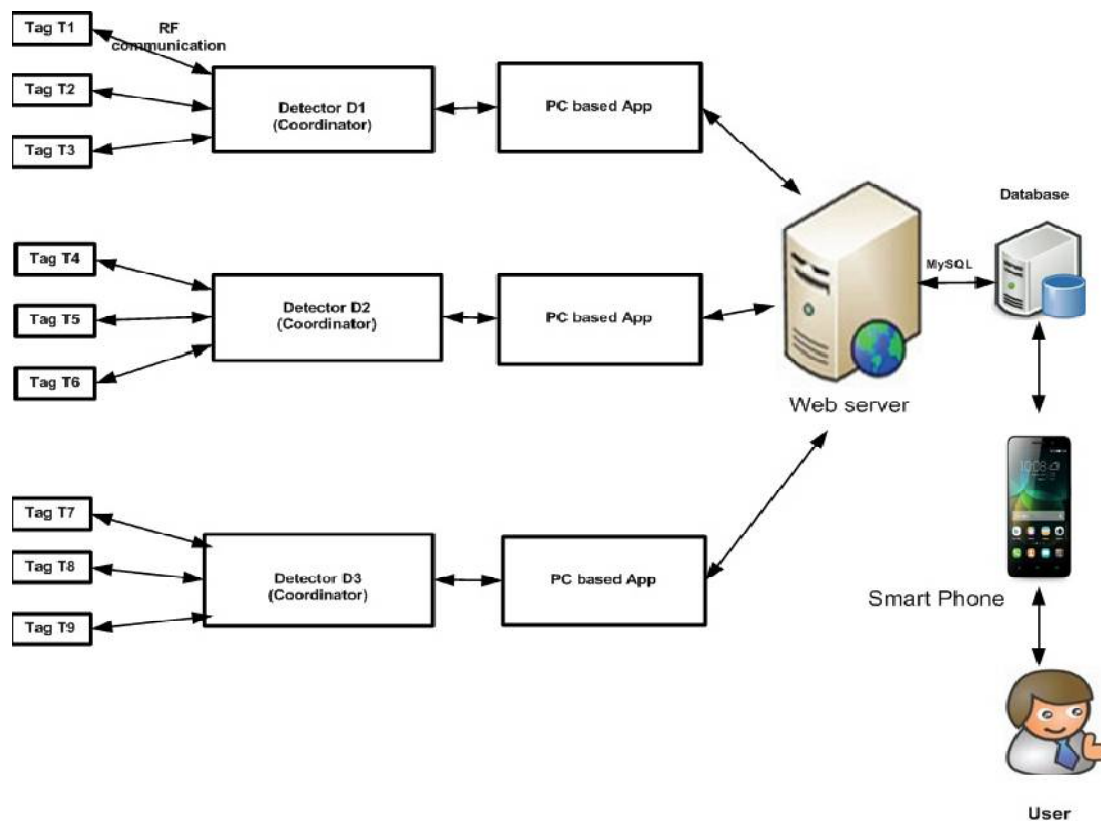 Tag T1
RF
communication
Tag T2
Tag T3
Detector D1
(Coordinator)
PC based App
Tag T4
Tag T5
Tag T6
Detector D2
(Coordinator)
PC based App
Tag T7
Tag T8
Tag T9
Detector D3
(Coordinator)
PC based App
Web server
MySQL
Database
10:08
Smart Phone
User